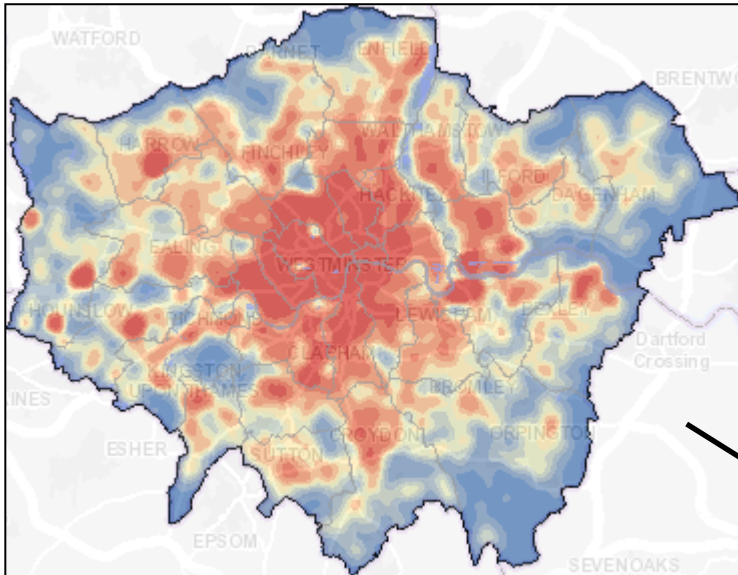 WATFORD
BARNET
ENFIELD
BRENTWO
HARROW
FINCHLEY
WALTHAMSTOW
ILFORD
HACKNEY
DAGENHAM
EALING
WESTMINSTER
HOUNSLOW
RICHMOND
LEWISHAM
BEXLEY
CLAPHAM
Dartford
Crossing
KINGSTON
UPON THAMES
BROMLEY
LINES
ESHER
SUTTON
CROYDON
ORPINGTON
EPSOM
SEVENOAKS